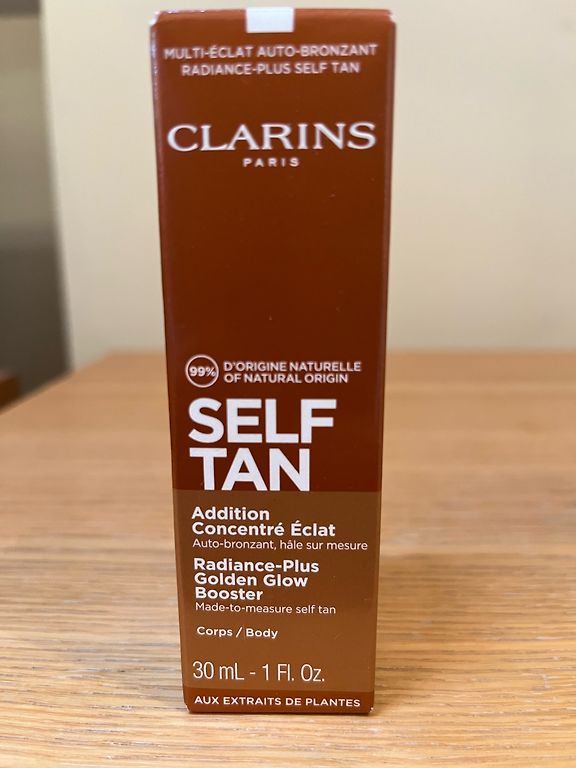 MULTI-ÉCLAT AUTO-BRONZANT
RADIANCE-PLUS SELF TAN
CLARINS
PARIS
99%
D'ORIGINE NATURELLE
OF NATURAL ORIGIN
SELF
TAN
Addition
Concentré Éclat
Auto-bronzant, hâle sur mesure
Radiance-Plus
Golden Glow
Booster
Made-to-measure self tan
Corps / Body
30 mL - 1 Fl. Oz.
AUX EXTRAITS DE PLANTES